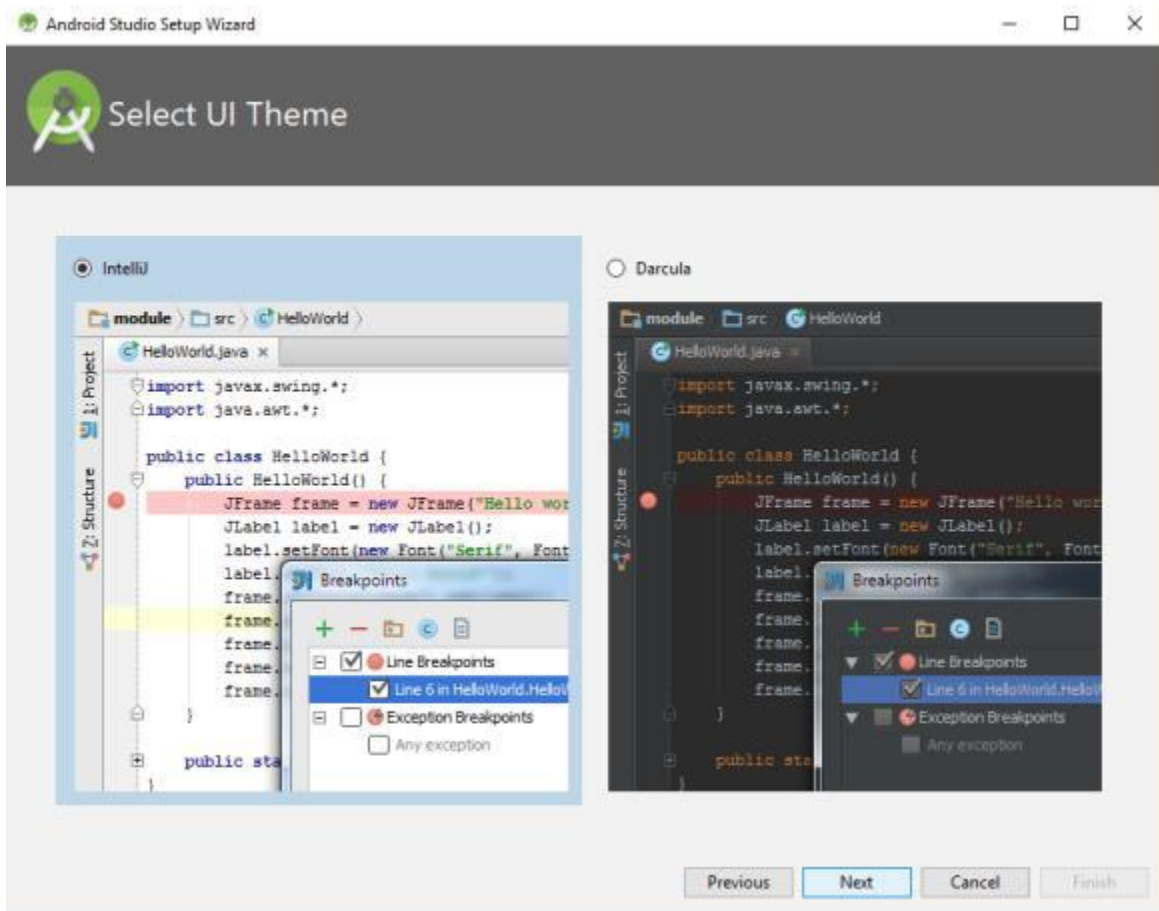 Android Studio Setup Wizard
Select UI Theme
IntelliJ
module src HelloWorld
HelloWorld.java
1: Project
7: Structure
import javax.swing.*;
import java.awt.*;
public class HelloWorld {
public HelloWorld() {
JFrame frame = new JFrame("Hello wor
JLabel label = new JLabel();
label.setFont(new Font("Serif", Font
label.
frame.
frame.
frame.
frame.
frame.
}
public sta
}
Breakpoints
Line Breakpoints
Line 6 in HelloWorld.HelloW
Exception Breakpoints
Any exception
Darcula
module src HelloWorld
HelloWorld.java
1: Project
7: Structure
import javax.swing.*;
import java.awt.*;
public class HelloWorld {
public HelloWorld() {
JFrame frame = new JFrame("Hello wor
JLabel label = new JLabel();
label.setFont(new Font("Serif", Font
label.
frame.
frame.
frame.
frame.
frame.
}
public sta
}
Breakpoints
Line Breakpoints
Line 6 in HelloWorld.HelloW
Exception Breakpoints
Any exception
Previous Next Cancel Finish